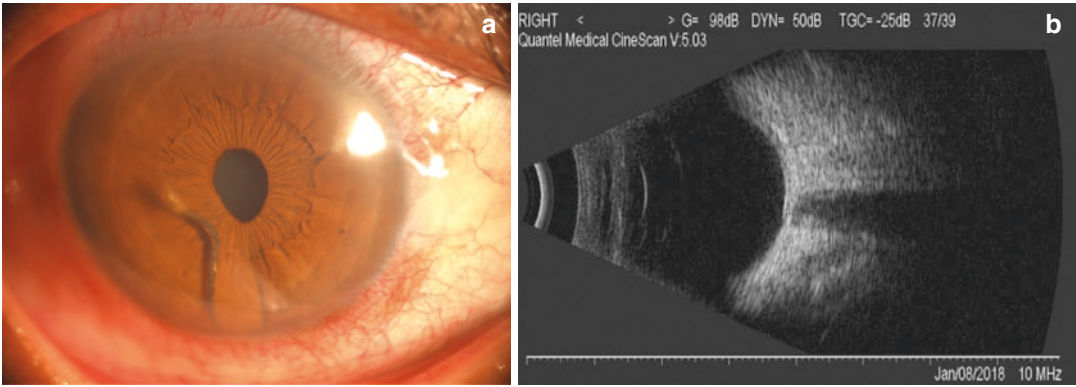 a
RIGHT < > G= 98dB DYN= 50dB TGC= -25dB 37/39
Quantel Medical CineScan V:5.03
b
Jan/08/2018 10 MHz